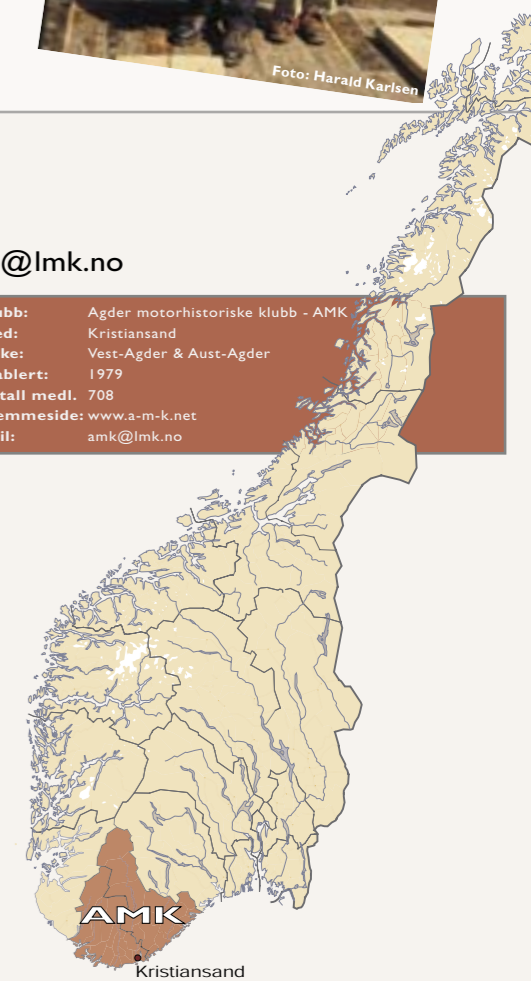 Foto: Harald Karlsen
@lmk.no
ubb: Agder motorhistoriske klubb - AMK
ed: Kristiansand
ke: Vest-Agder & Aust-Agder
ablert: 1979
tall medl. 708
emmeside: www.a-m-k.net
il: amk@lmk.no
AMK
Kristiansand